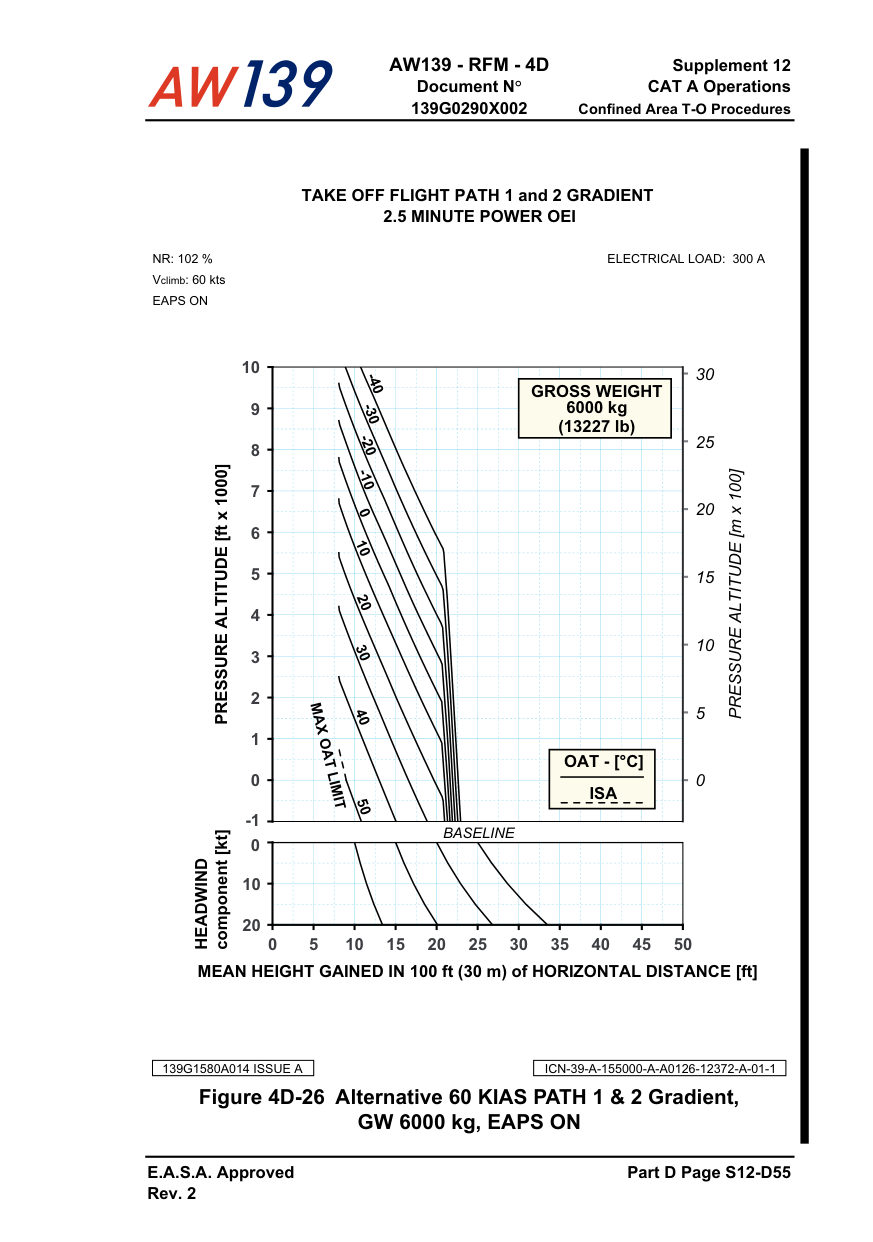 AW139
AW139 - RFM - 4D
Document N°
139G0290X002
Supplement 12
CAT A Operations
Confined Area T-O Procedures
TAKE OFF FLIGHT PATH 1 and 2 GRADIENT
2.5 MINUTE POWER OEI
NR: 102 %
ELECTRICAL LOAD: 300 A
Vclimb: 60 kts
EAPS ON
PRESSURE ALTITUDE [ft x 1000]
10
9
8
7
6
5
4
3
2
1
0
-1
-40
-30
-20
-10
0
10
20
30
40
50
MAX OAT LIMIT
GROSS WEIGHT
6000 kg
(13227 lb)
OAT - [°C]
ISA
30
25
20
15
10
5
0
PRESSURE ALTITUDE [m x 100]
BASELINE
HEADWIND
component [kt]
0
10
20
0 5 10 15 20 25 30 35 40 45 50
MEAN HEIGHT GAINED IN 100 ft (30 m) of HORIZONTAL DISTANCE [ft]
139G1580A014 ISSUE A
ICN-39-A-155000-A-A0126-12372-A-01-1
Figure 4D-26 Alternative 60 KIAS PATH 1 & 2 Gradient,
GW 6000 kg, EAPS ON
E.A.S.A. Approved
Rev. 2
Part D Page S12-D55